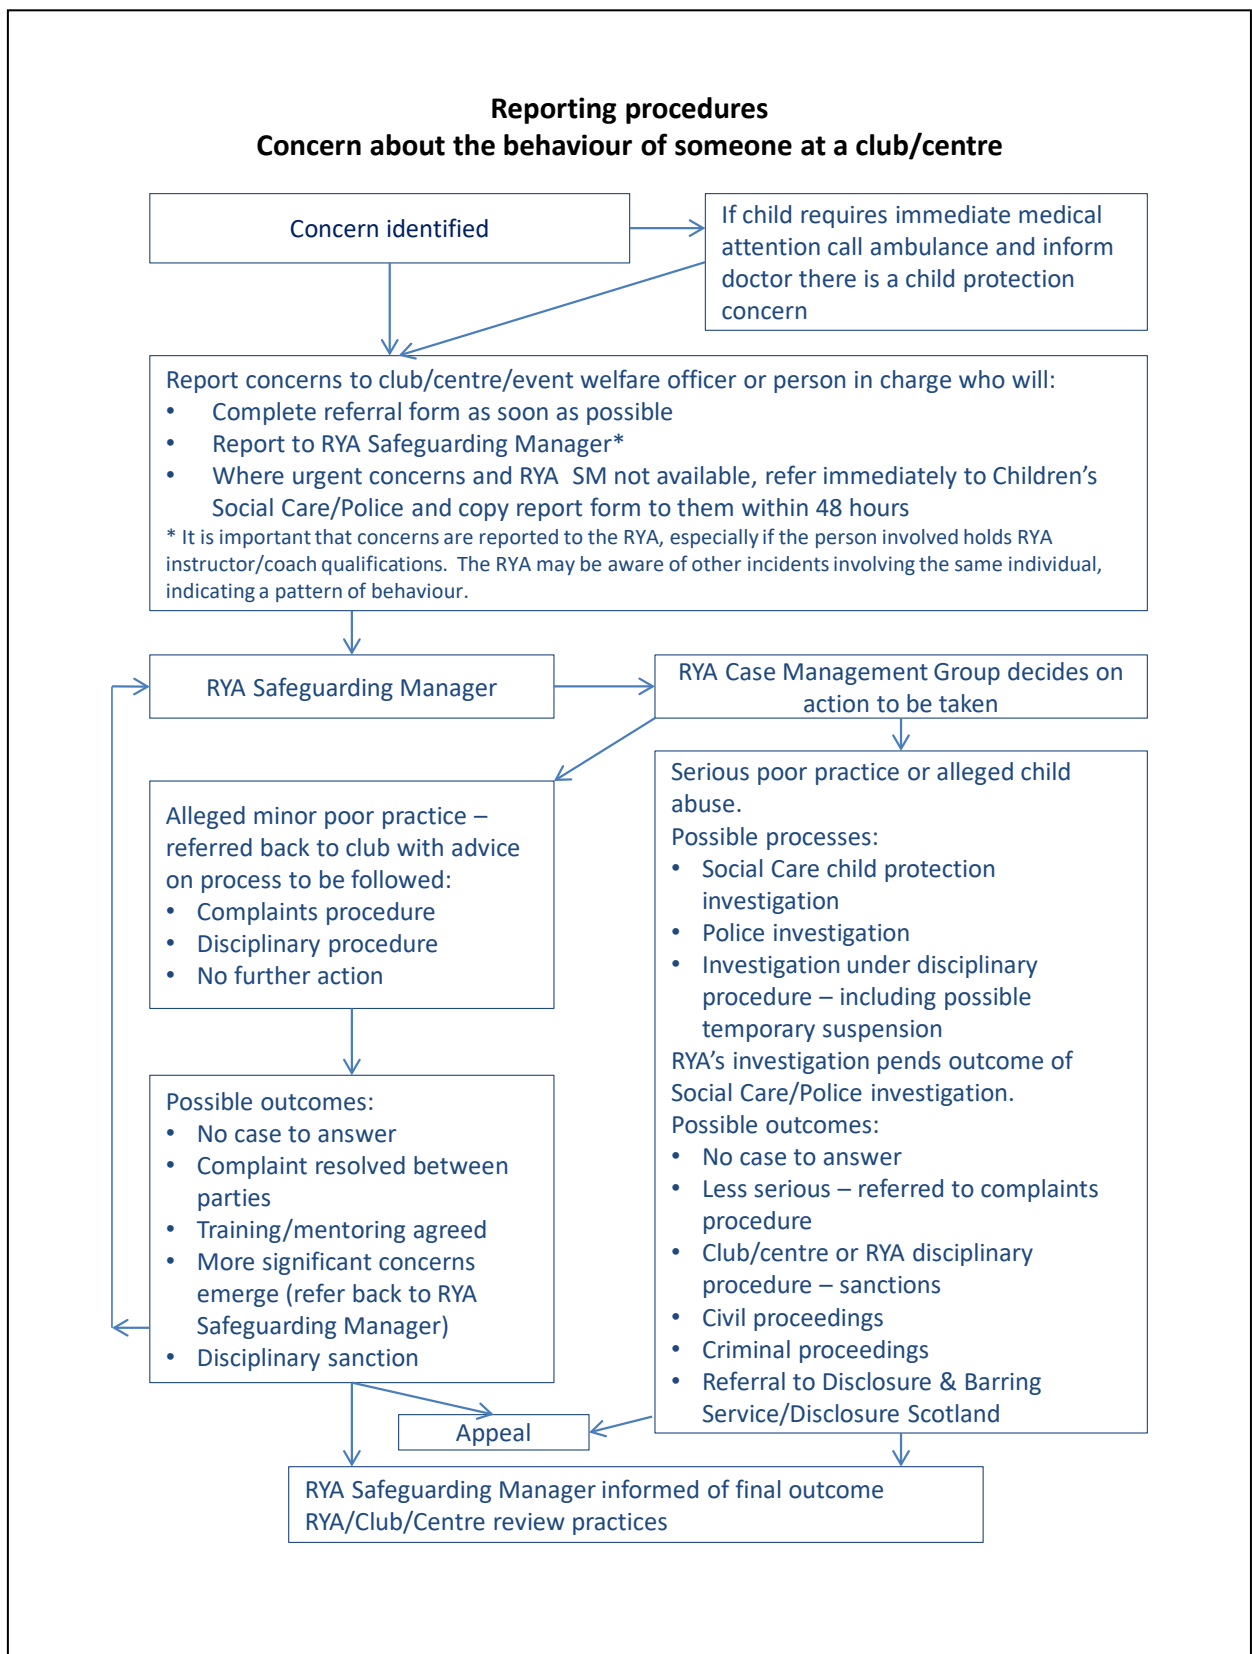 Reporting procedures
Concern about the behaviour of someone at a club/centre
Concern identified
If child requires immediate medical
attention call ambulance and inform
doctor there is a child protection
concern
Report concerns to club/centre/event welfare officer or person in charge who will:
• Complete referral form as soon as possible
• Report to RYA Safeguarding Manager*
• Where urgent concerns and RYA SM not available, refer immediately to Children's
Social Care/Police and copy report form to them within 48 hours
* It is important that concerns are reported to the RYA, especially if the person involved holds RYA
instructor/coach qualifications. The RYA may be aware of other incidents involving the same individual,
indicating a pattern of behaviour.
RYA Safeguarding Manager
RYA Case Management Group decides on
action to be taken
Alleged minor poor practice –
referred back to club with advice
on process to be followed:
• Complaints procedure
• Disciplinary procedure
• No further action
Serious poor practice or alleged child
abuse.
Possible processes:
• Social Care child protection
investigation
• Police investigation
• Investigation under disciplinary
procedure – including possible
temporary suspension
RYA's investigation pends outcome of
Social Care/Police investigation.
Possible outcomes:
• No case to answer
• Less serious – referred to complaints
procedure
• Club/centre or RYA disciplinary
procedure – sanctions
• Civil proceedings
• Criminal proceedings
• Referral to Disclosure & Barring
Service/Disclosure Scotland
Possible outcomes:
• No case to answer
• Complaint resolved between
parties
• Training/mentoring agreed
• More significant concerns
emerge (refer back to RYA
Safeguarding Manager)
• Disciplinary sanction
Appeal
RYA Safeguarding Manager informed of final outcome
RYA/Club/Centre review practices